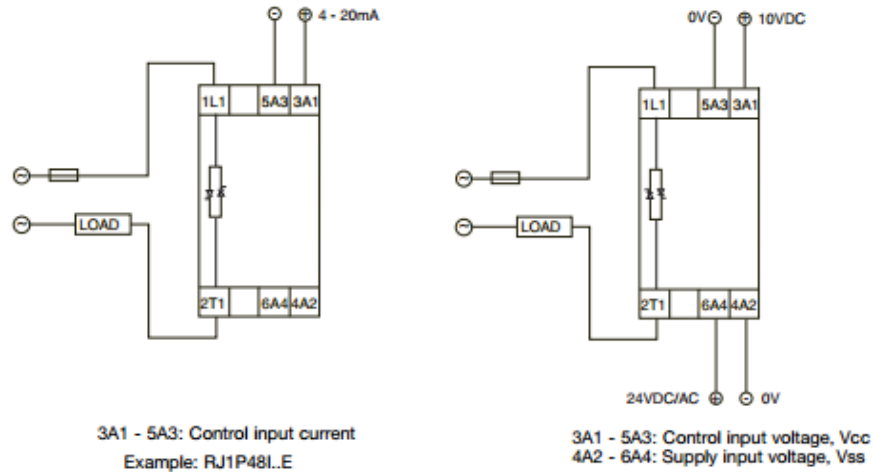 4 - 20mA
1L1 5A3 3A1
LOAD
2T1 6A4 4A2
3A1 - 5A3: Control input current
Example: RJ1P48I..E
0V 10VDC
1L1 5A3 3A1
LOAD
2T1 6A4 4A2
24VDC/AC 0V
3A1 - 5A3: Control input voltage, Vcc
4A2 - 6A4: Supply input voltage, Vss